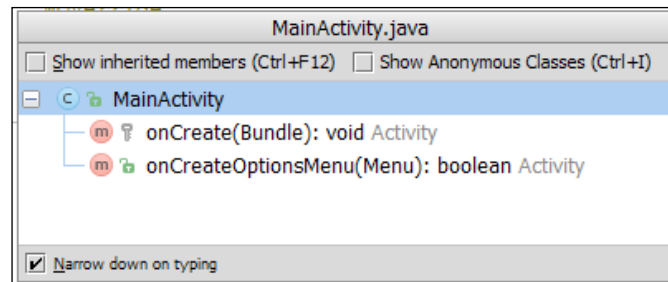 MainActivity.java
Show inherited members (Ctrl+F12) Show Anonymous Classes (Ctrl+I)
C MainActivity
m onCreate(Bundle): void Activity
m onCreateOptionsMenu(Menu): boolean Activity
Narrow down on typing